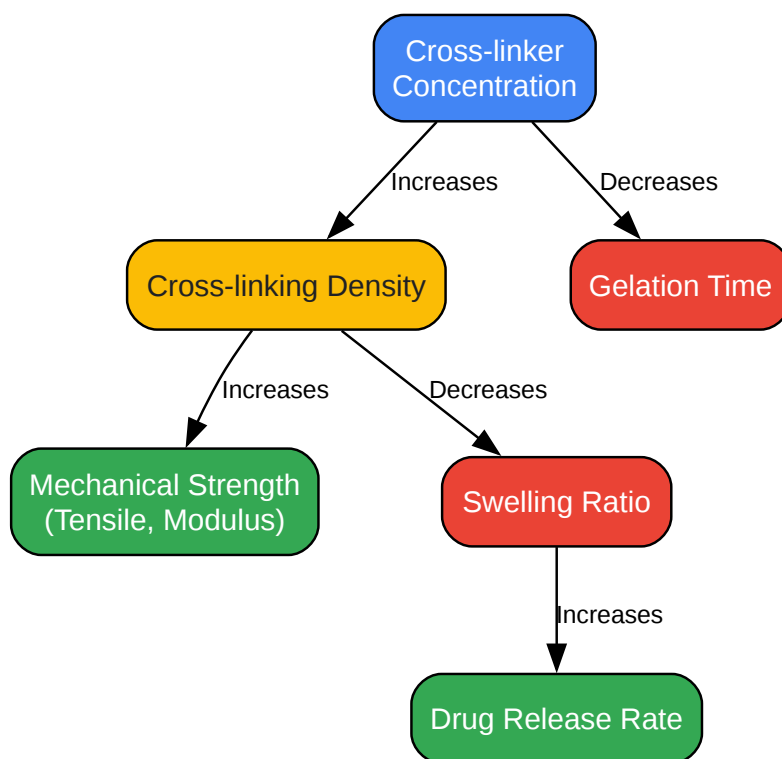 Cross-linker
Concentration
Increases
Decreases
Cross-linking Density
Gelation Time
Increases
Decreases
Mechanical Strength
(Tensile, Modulus)
Swelling Ratio
Increases
Drug Release Rate